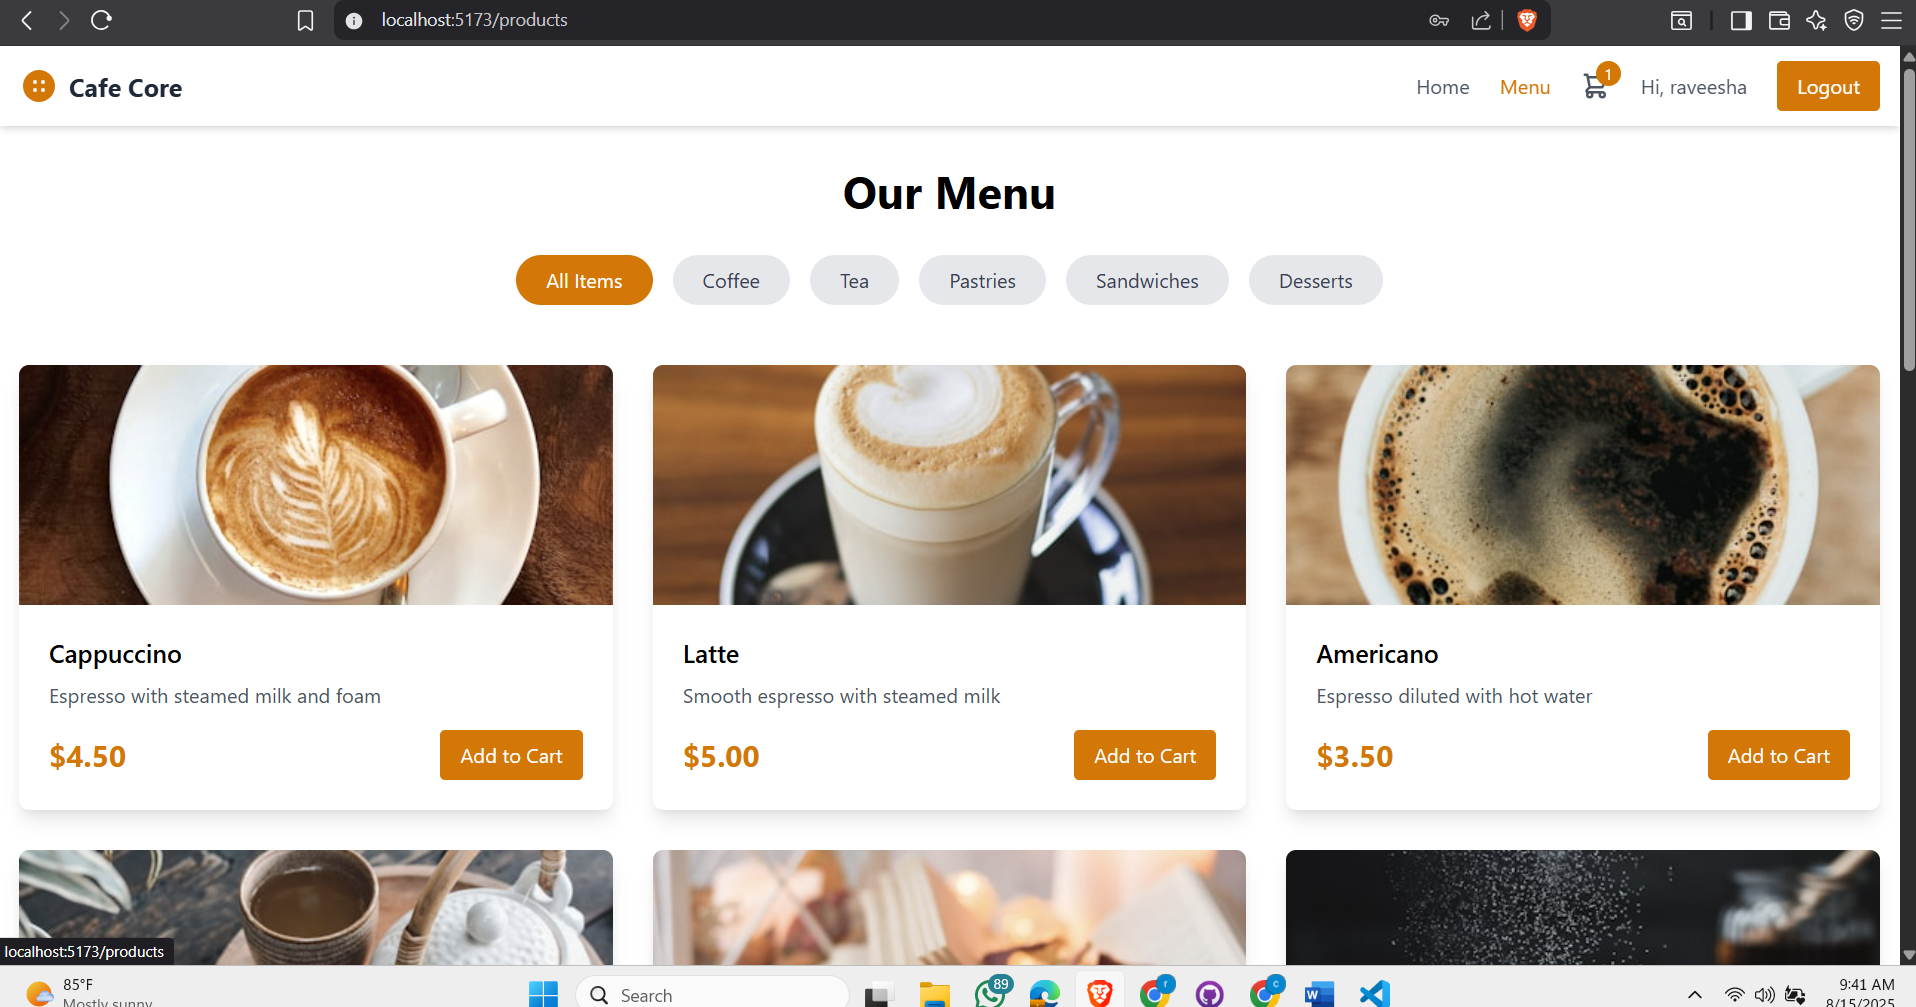 localhost:5173/products
Cafe Core
Home
Menu
1
Hi, raveesha
Logout
Our Menu
All Items
Coffee
Tea
Pastries
Sandwiches
Desserts
Cappuccino
Espresso with steamed milk and foam
$4.50
Add to Cart
Latte
Smooth espresso with steamed milk
$5.00
Add to Cart
Americano
Espresso diluted with hot water
$3.50
Add to Cart
localhost:5173/products
85°F
Mostly sunny
Search
89
9:41 AM
8/15/2025